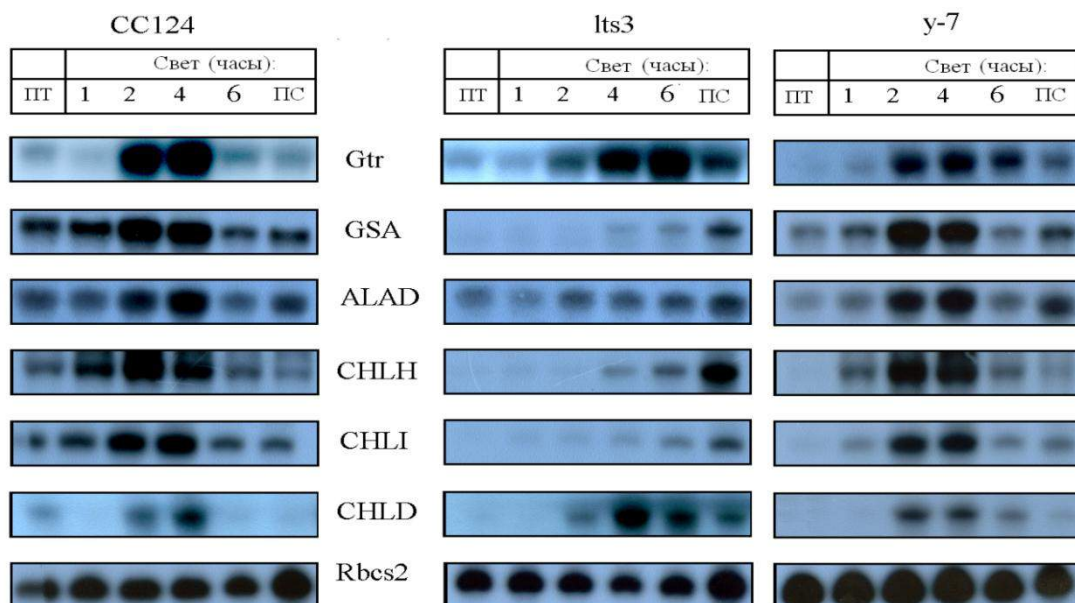 CC124 lts3 y-7
Свет (часы): Свет (часы): Свет (часы):
ПТ 1 2 4 6 ПС ПТ 1 2 4 6 ПС ПТ 1 2 4 6 ПС
Gtr
GSA
ALAD
CHLH
CHLI
CHLD
Rbcs2